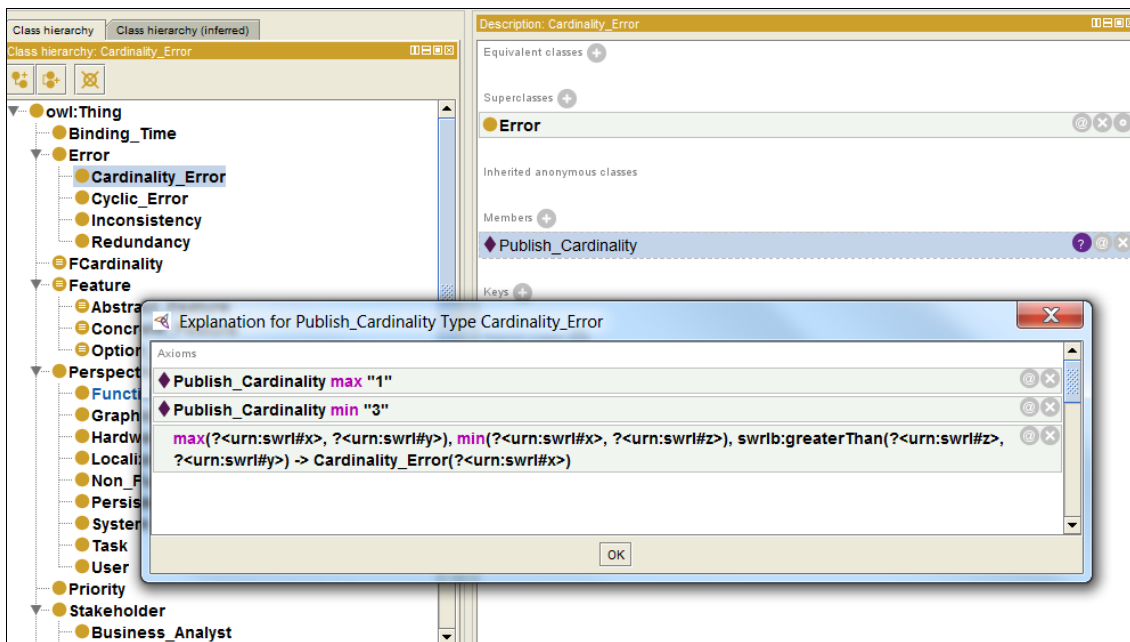 Class hierarchy
Class hierarchy (inferred)
Class hierarchy: Cardinality_Error
owl:Thing
Binding_Time
Error
Cardinality_Error
Cyclic_Error
Inconsistency
Redundancy
FCardinality
Feature
Priority
Stakeholder
Business_Analyst
Task
User
Description: Cardinality_Error
Equivalent classes
Superclasses
Error
Inherited anonymous classes
Members
Publish_Cardinality
Keys
Explanation for Publish_Cardinality Type Cardinality_Error
Axioms
Publish_Cardinality max "1"
Publish_Cardinality min "3"
max(?<urn:swrl#x>, ?<urn:swrl#y>), min(?<urn:swrl#x>, ?<urn:swrl#z>), swrlb:greaterThan(?<urn:swrl#z>,
?<urn:swrl#y>) -> Cardinality_Error(?<urn:swrl#x>)
OK